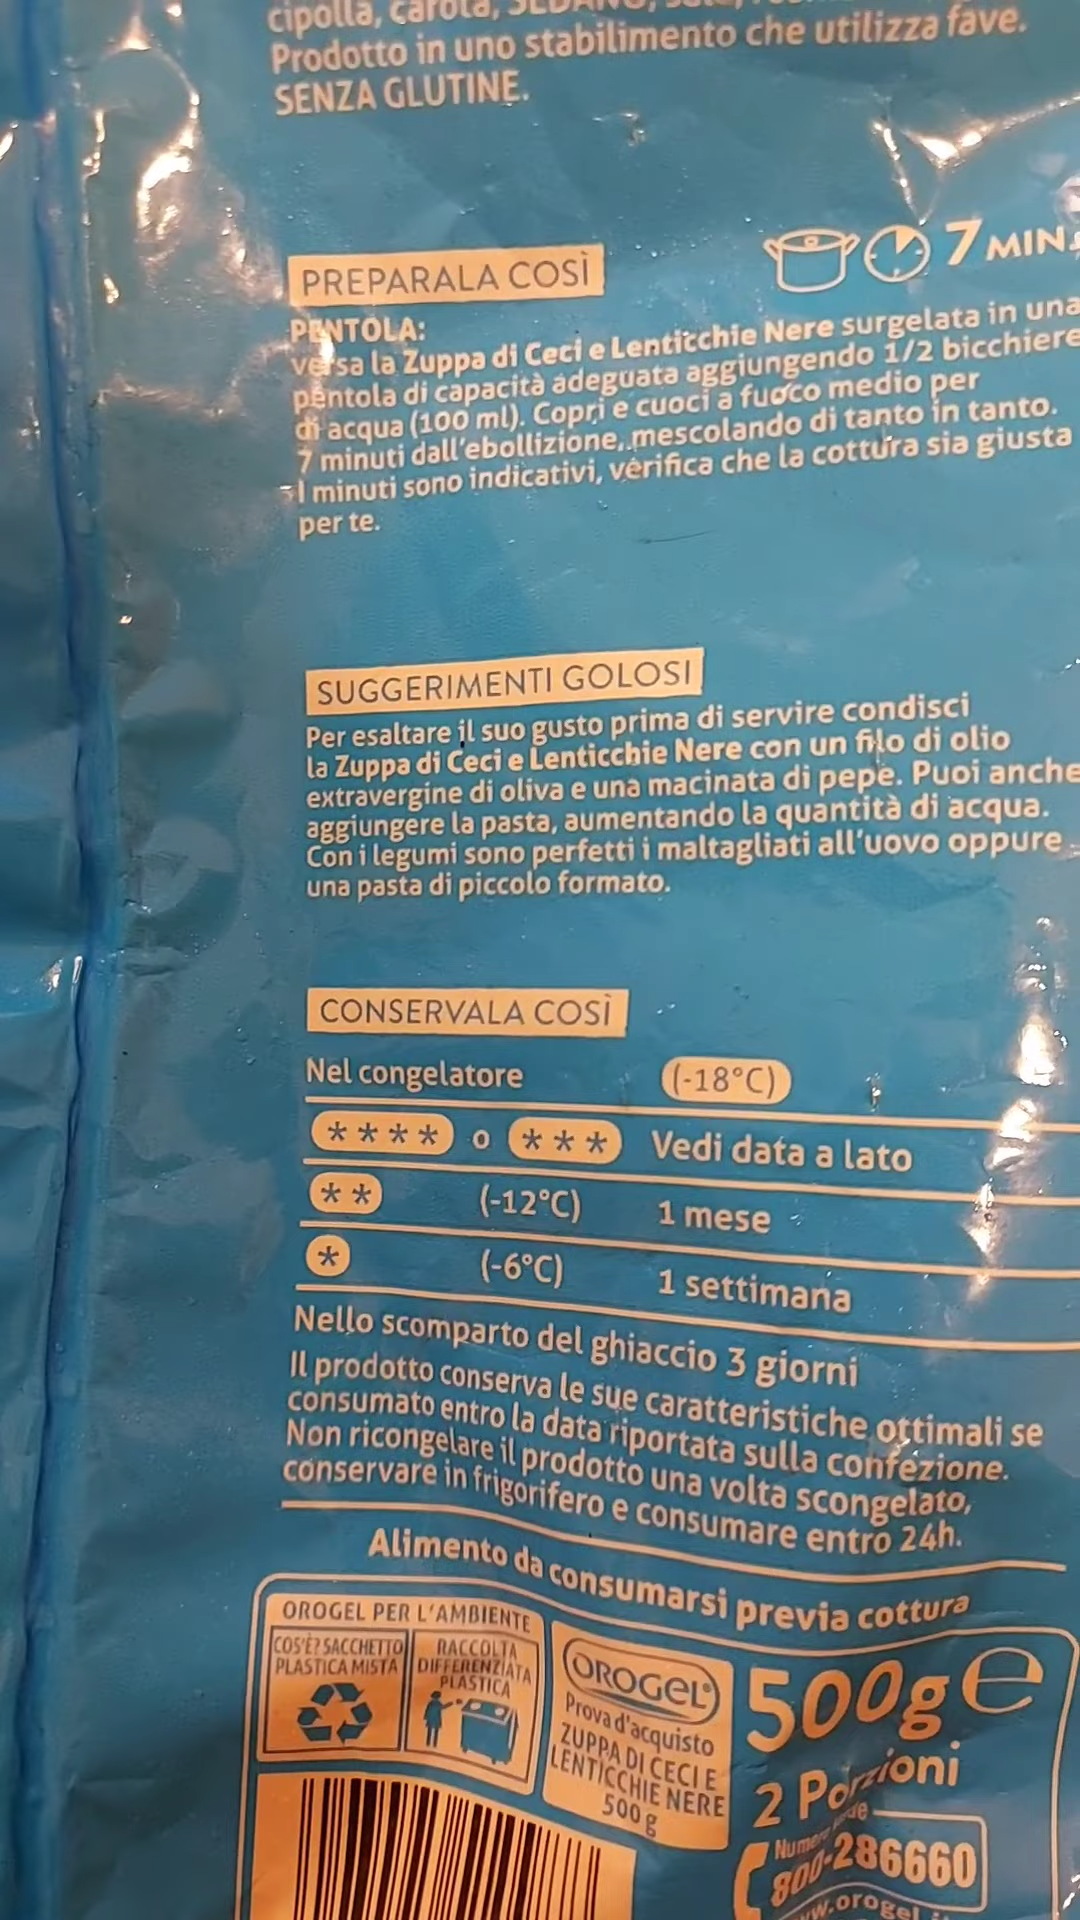 cipolla, carota, SEDANO,
Prodotto in uno stabilimento che utilizza fave.
SENZA GLUTINE.
PREPARALA COSÌ
7 MIN.
PENTOLA:
versa la Zuppa di Ceci e Lenticchie Nere surgelata in una
pentola di capacità adeguata aggiungendo 1/2 bicchiere
di acqua (100 ml). Copri e cuoci a fuoco medio per
7 minuti dall'ebollizione, mescolando di tanto in tanto.
I minuti sono indicativi, verifica che la cottura sia giusta
per te.
SUGGERIMENTI GOLOSI
Per esaltare il suo gusto prima di servire condisci
la Zuppa di Ceci e Lenticchie Nere con un filo di olio
extravergine di oliva e una macinata di pepe. Puoi anche
aggiungere la pasta, aumentando la quantità di acqua.
Con i legumi sono perfetti i maltagliati all'uovo oppure
una pasta di piccolo formato.
CONSERVALA COSÌ
Nel congelatore (-18°C)
**** o *** Vedi data a lato
** (-12°C) 1 mese
* (-6°C) 1 settimana
Nello scomparto del ghiaccio 3 giorni
Il prodotto conserva le sue caratteristiche ottimali se
consumato entro la data riportata sulla confezione.
Non ricongelare il prodotto una volta scongelato,
conservare in frigorifero e consumare entro 24h.
Alimento da consumarsi previa cottura
OROGEL PER L'AMBIENTE
COS'È? SACCHETTO
PLASTICA MISTA
RACCOLTA
DIFFERENZIATA
PLASTICA
OROGEL
Prova d'acquisto
ZUPPA DI CECI E
LENTICCHIE NERE
500 g
500g e
2 Porzioni
Numero Verde
800-286660
www.orogel.it